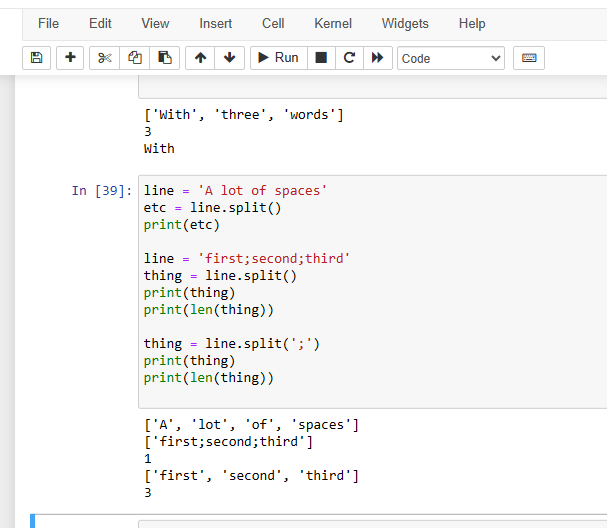 File Edit View Insert Cell Kernel Widgets Help
Run Code
['With', 'three', 'words']
3
With
In [39]:
line = 'A lot of spaces'
etc = line.split()
print(etc)
line = 'first;second;third'
thing = line.split()
print(thing)
print(len(thing))
thing = line.split(';')
print(thing)
print(len(thing))
['A', 'lot', 'of', 'spaces']
['first;second;third']
1
['first', 'second', 'third']
3